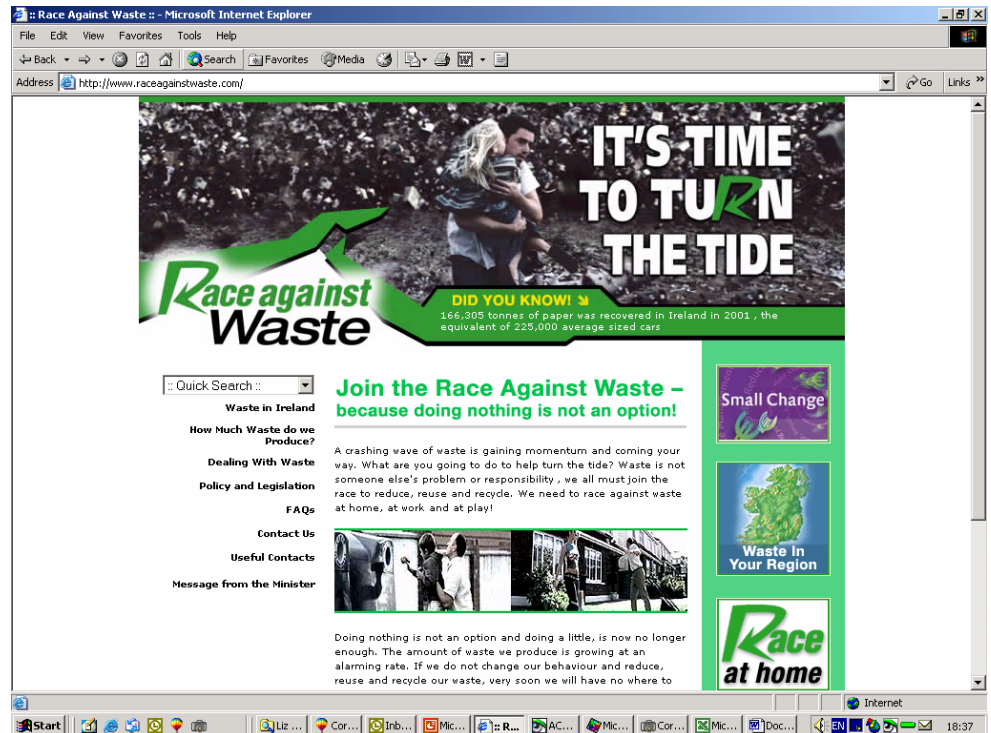 :: Race Against Waste :: - Microsoft Internet Explorer
File Edit View Favorites Tools Help
Back Search Favorites Media
Address http://www.raceagainstwaste.com/ Go Links »
IT'S TIME
TO TURN
THE TIDE
Race against
Waste
DID YOU KNOW!
166,305 tonnes of paper was recovered in Ireland in 2001 , the
equivalent of 225,000 average sized cars
:: Quick Search ::
Waste in Ireland
How Much Waste do we
Produce?
Dealing With Waste
Policy and Legislation
FAQs
Contact Us
Useful Contacts
Message from the Minister
Join the Race Against Waste –
because doing nothing is not an option!
A crashing wave of waste is gaining momentum and coming your
way. What are you going to do to help turn the tide? Waste is not
someone else's problem or responsibility , we all must join the
race to reduce, reuse and recycle. We need to race against waste
at home, at work and at play!
Doing nothing is not an option and doing a little, is now no longer
enough. The amount of waste we produce is growing at an
alarming rate. If we do not change our behaviour and reduce,
reuse and recycle our waste, very soon we will have no where to
Small Change
Waste In
Your Region
Race
at home
Internet
Start Liz ... Cor... Inb... Mic... :: R... AC... Mic... Cor... Mic... Doc... EN 18:37